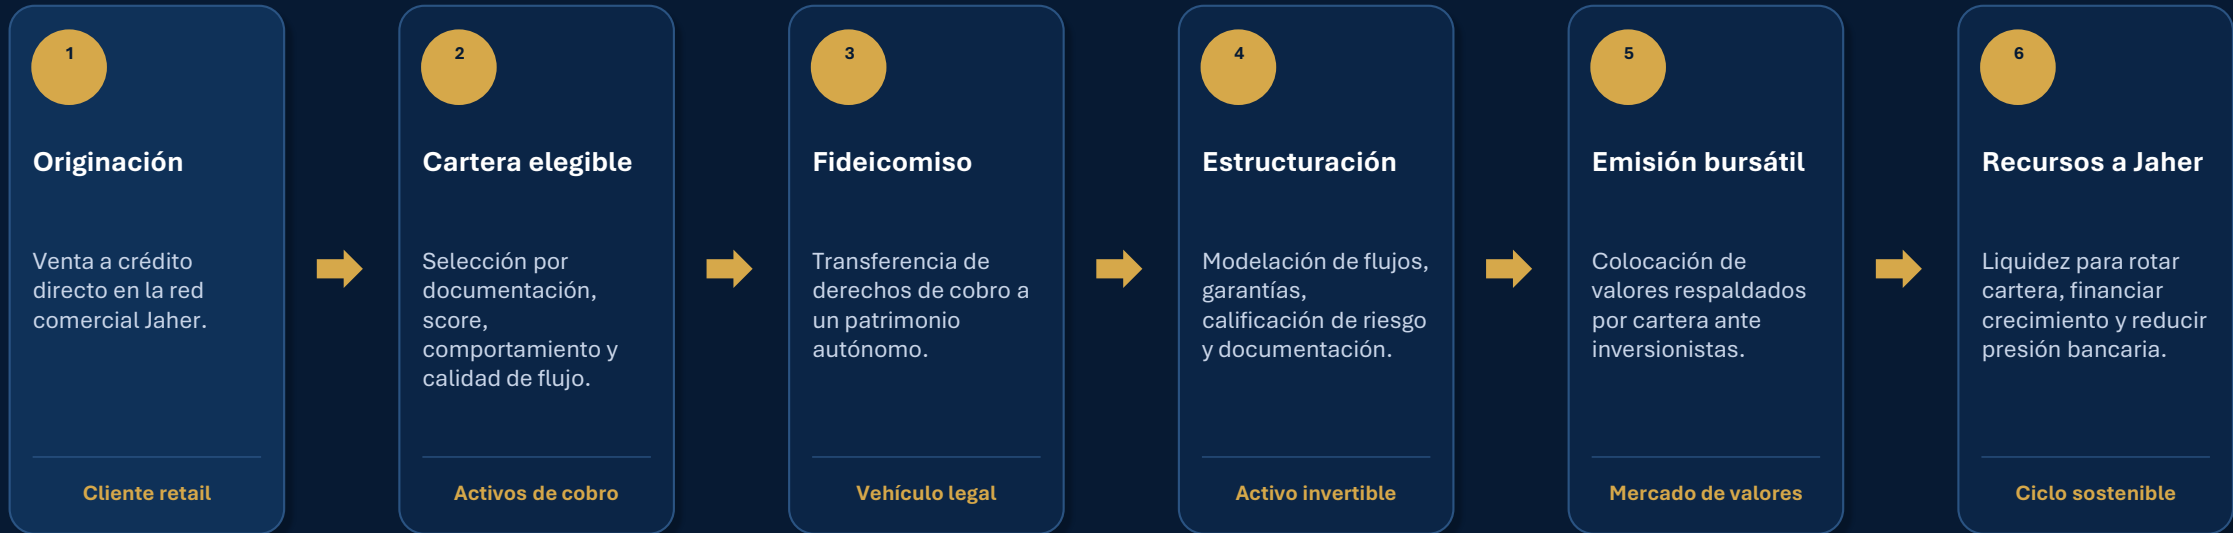 1
Originación
Venta a crédito
directo en la red
comercial Jaher.
Cliente retail
2
Cartera elegible
Selección por
documentación,
score,
comportamiento y
calidad de flujo.
Activos de cobro
3
Fideicomiso
Transferencia de
derechos de cobro a
un patrimonio
autónomo.
Vehículo legal
4
Estructuración
Modelación de flujos,
garantías,
calificación de riesgo
y documentación.
Activo invertible
5
Emisión bursátil
Colocación de
valores respaldados
por cartera ante
inversionistas.
Mercado de valores
6
Recursos a Jaher
Liquidez para rotar
cartera, financiar
crecimiento y reducir
presión bancaria.
Ciclo sostenible